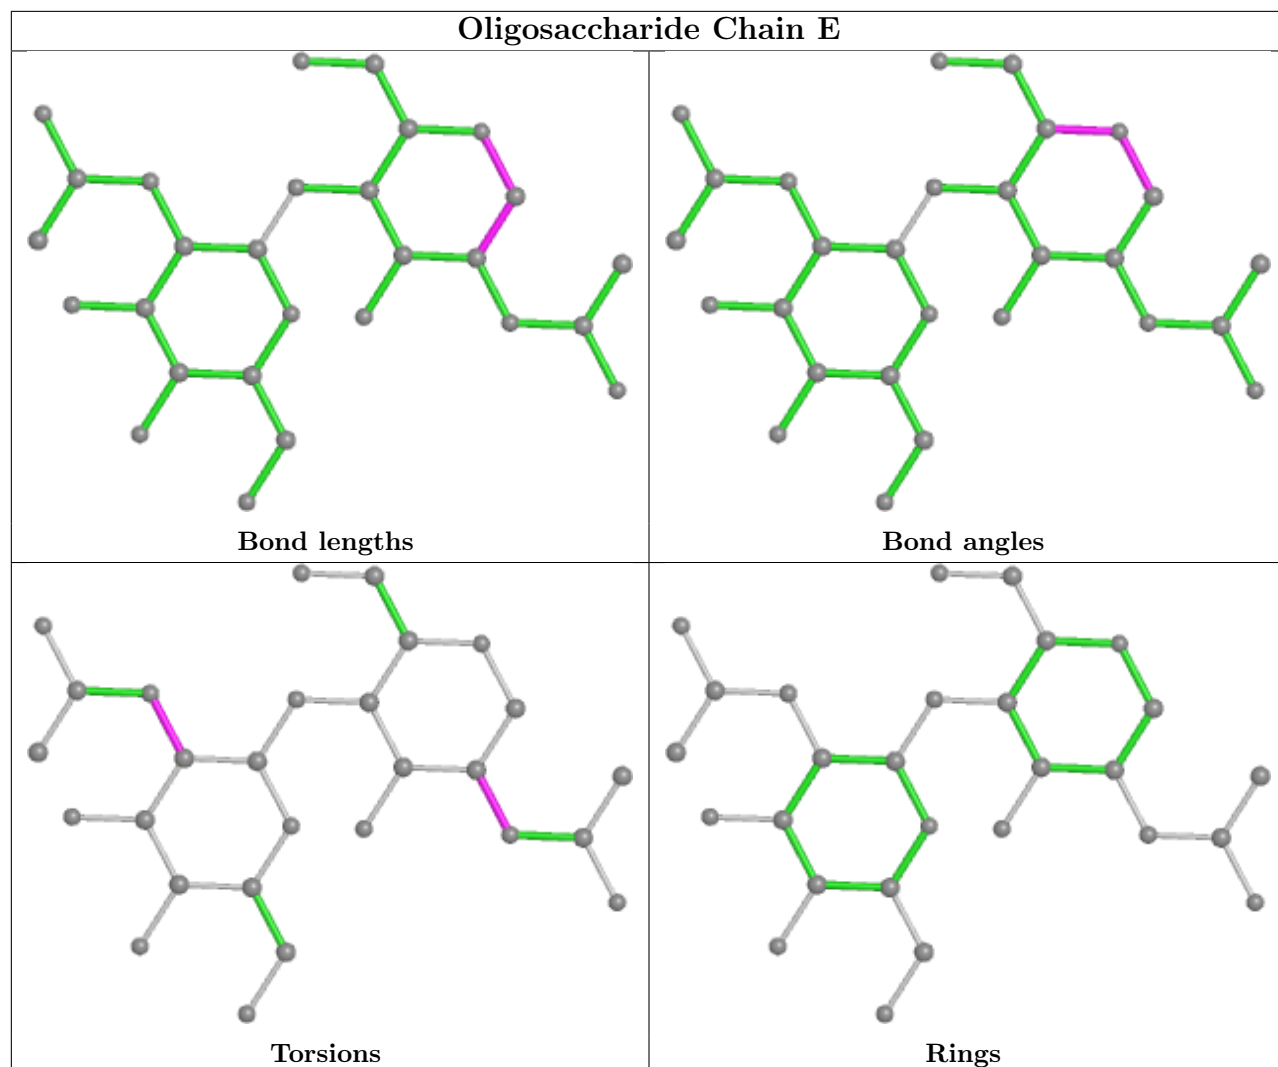 Oligosaccharide Chain E
Bond lengths
Bond angles
Torsions
Rings